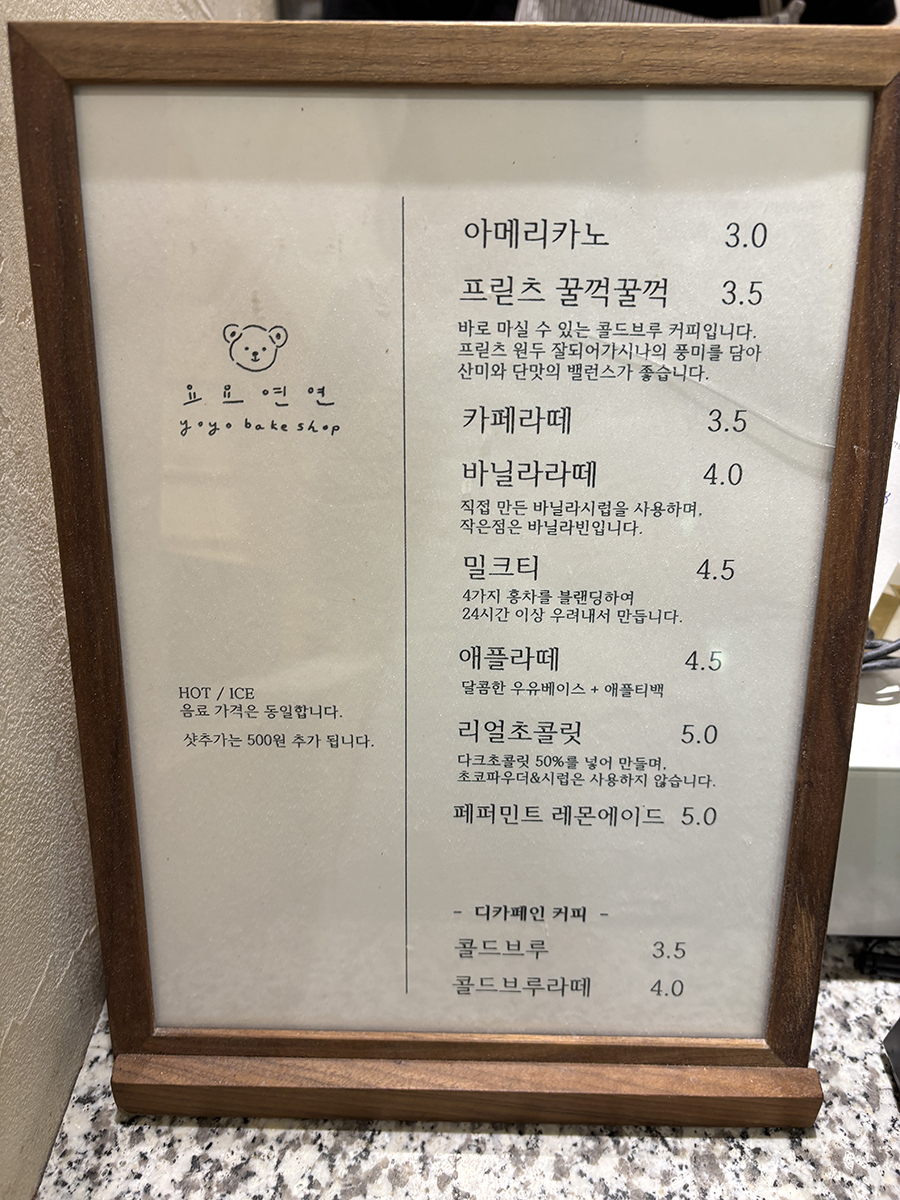 요요연연
yoyo bake shop
HOT / ICE
음료 가격은 동일합니다.
샷추가는 500원 추가 됩니다.
아메리카노 3.0
프릳츠 꿀꺽꿀꺽 3.5
바로 마실 수 있는 콜드브루 커피입니다.
프릳츠 원두 잘되어가시나의 풍미를 담아
산미와 단맛의 밸런스가 좋습니다.
카페라떼 3.5
바닐라라떼 4.0
직접 만든 바닐라시럽을 사용하며,
작은점은 바닐라빈입니다.
밀크티 4.5
4가지 홍차를 블랜딩하여
24시간 이상 우려내서 만듭니다.
애플라떼 4.5
달콤한 우유베이스 + 애플티백
리얼초콜릿 5.0
다크초콜릿 50%를 넣어 만들며,
초코파우더&시럽은 사용하지 않습니다.
페퍼민트 레몬에이드 5.0
- 디카페인 커피 -
콜드브루 3.5
콜드브루라떼 4.0